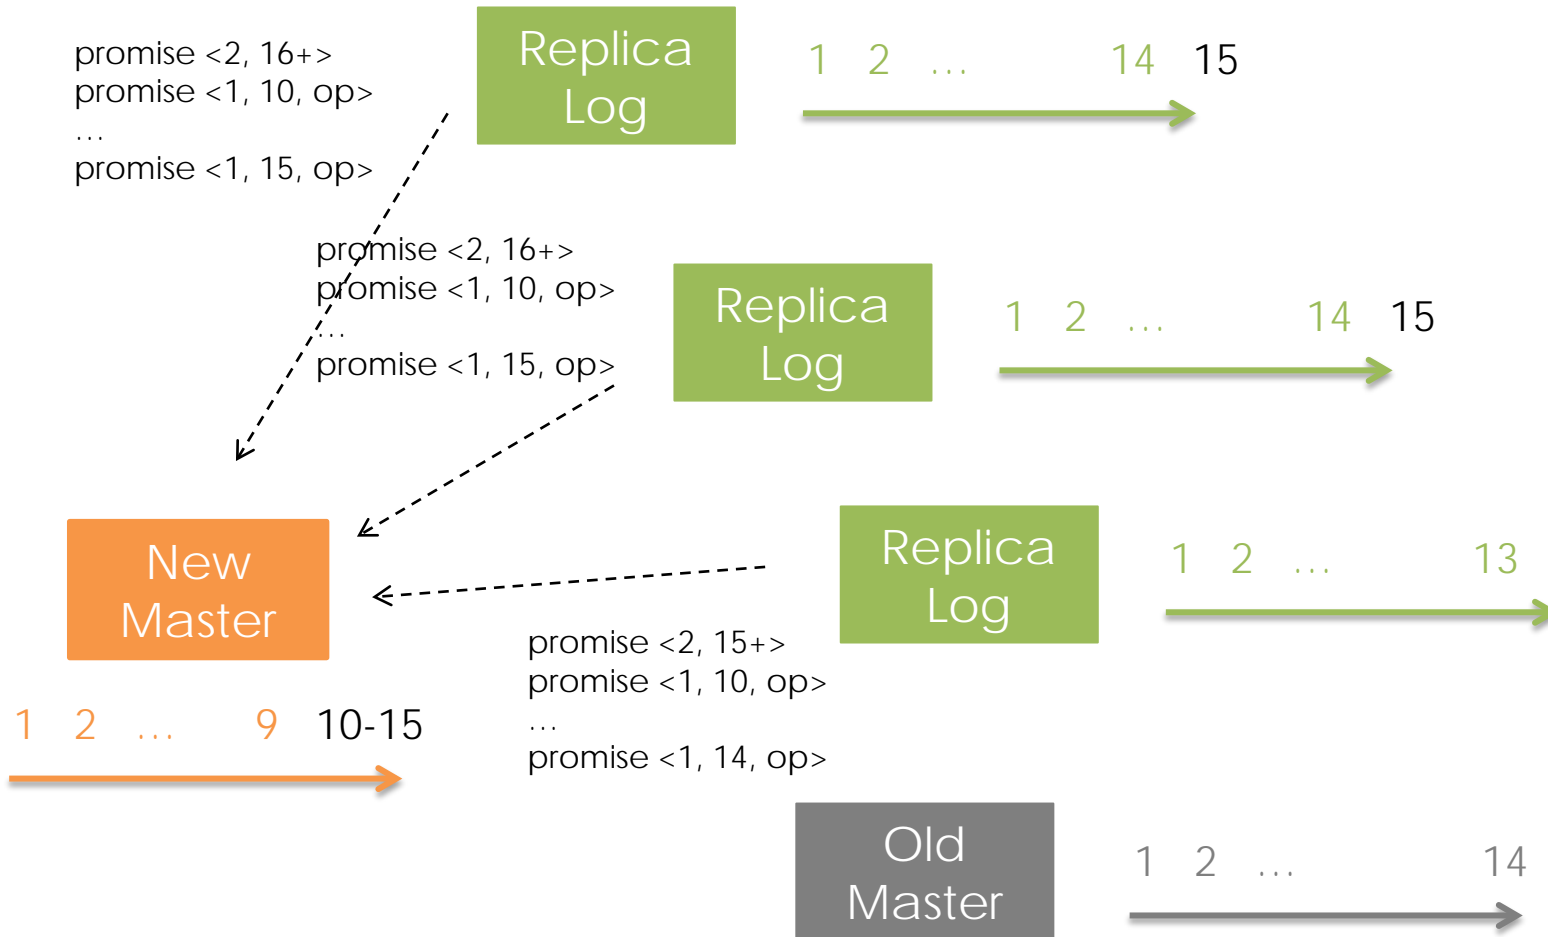 promise <2, 16+>
promise <1, 10, op>
...
promise <1, 15, op>
Replica
Log
1 2 ... 14 15
promise <2, 16+>
promise <1, 10, op>
...
promise <1, 15, op>
Replica
Log
1 2 ... 14 15
New
Master
1 2 ... 9 10-15
Replica
Log
1 2 ... 13
promise <2, 15+>
promise <1, 10, op>
...
promise <1, 14, op>
Old
Master
1 2 ... 14